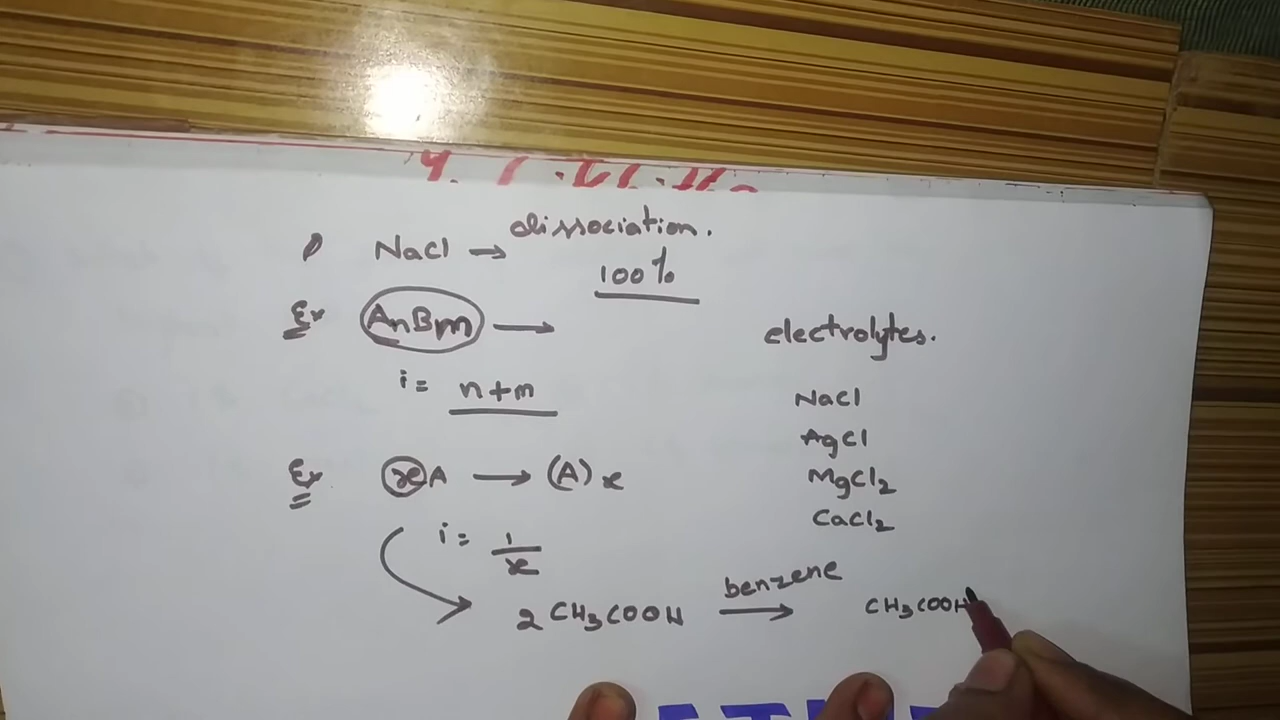 dissociation.
NaCl →
100%
Ex AnBm →
electrolytes.
i = n+m
NaCl
AgCl
MgCl2
Ex xA → (A)x
CaCl2
i = 1/x
benzene
2 CH3COOH → CH3COOH